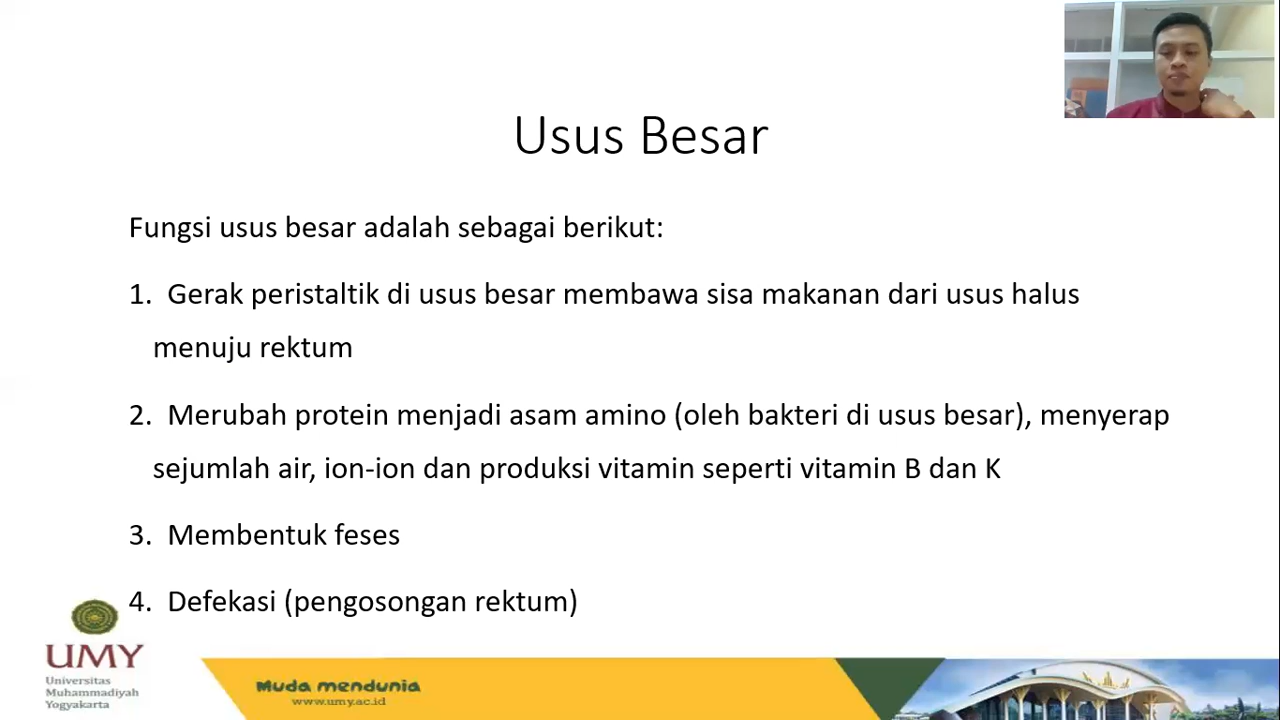 Usus Besar
Fungsi usus besar adalah sebagai berikut:
1. Gerak peristaltik di usus besar membawa sisa makanan dari usus halus
menuju rektum
2. Merubah protein menjadi asam amino (oleh bakteri di usus besar), menyerap
sejumlah air, ion-ion dan produksi vitamin seperti vitamin B dan K
3. Membentuk feses
4. Defekasi (pengosongan rektum)
UMY
Universitas
Muhammadiyah
Yogyakarta
Muda mendunia
www.umy.ac.id